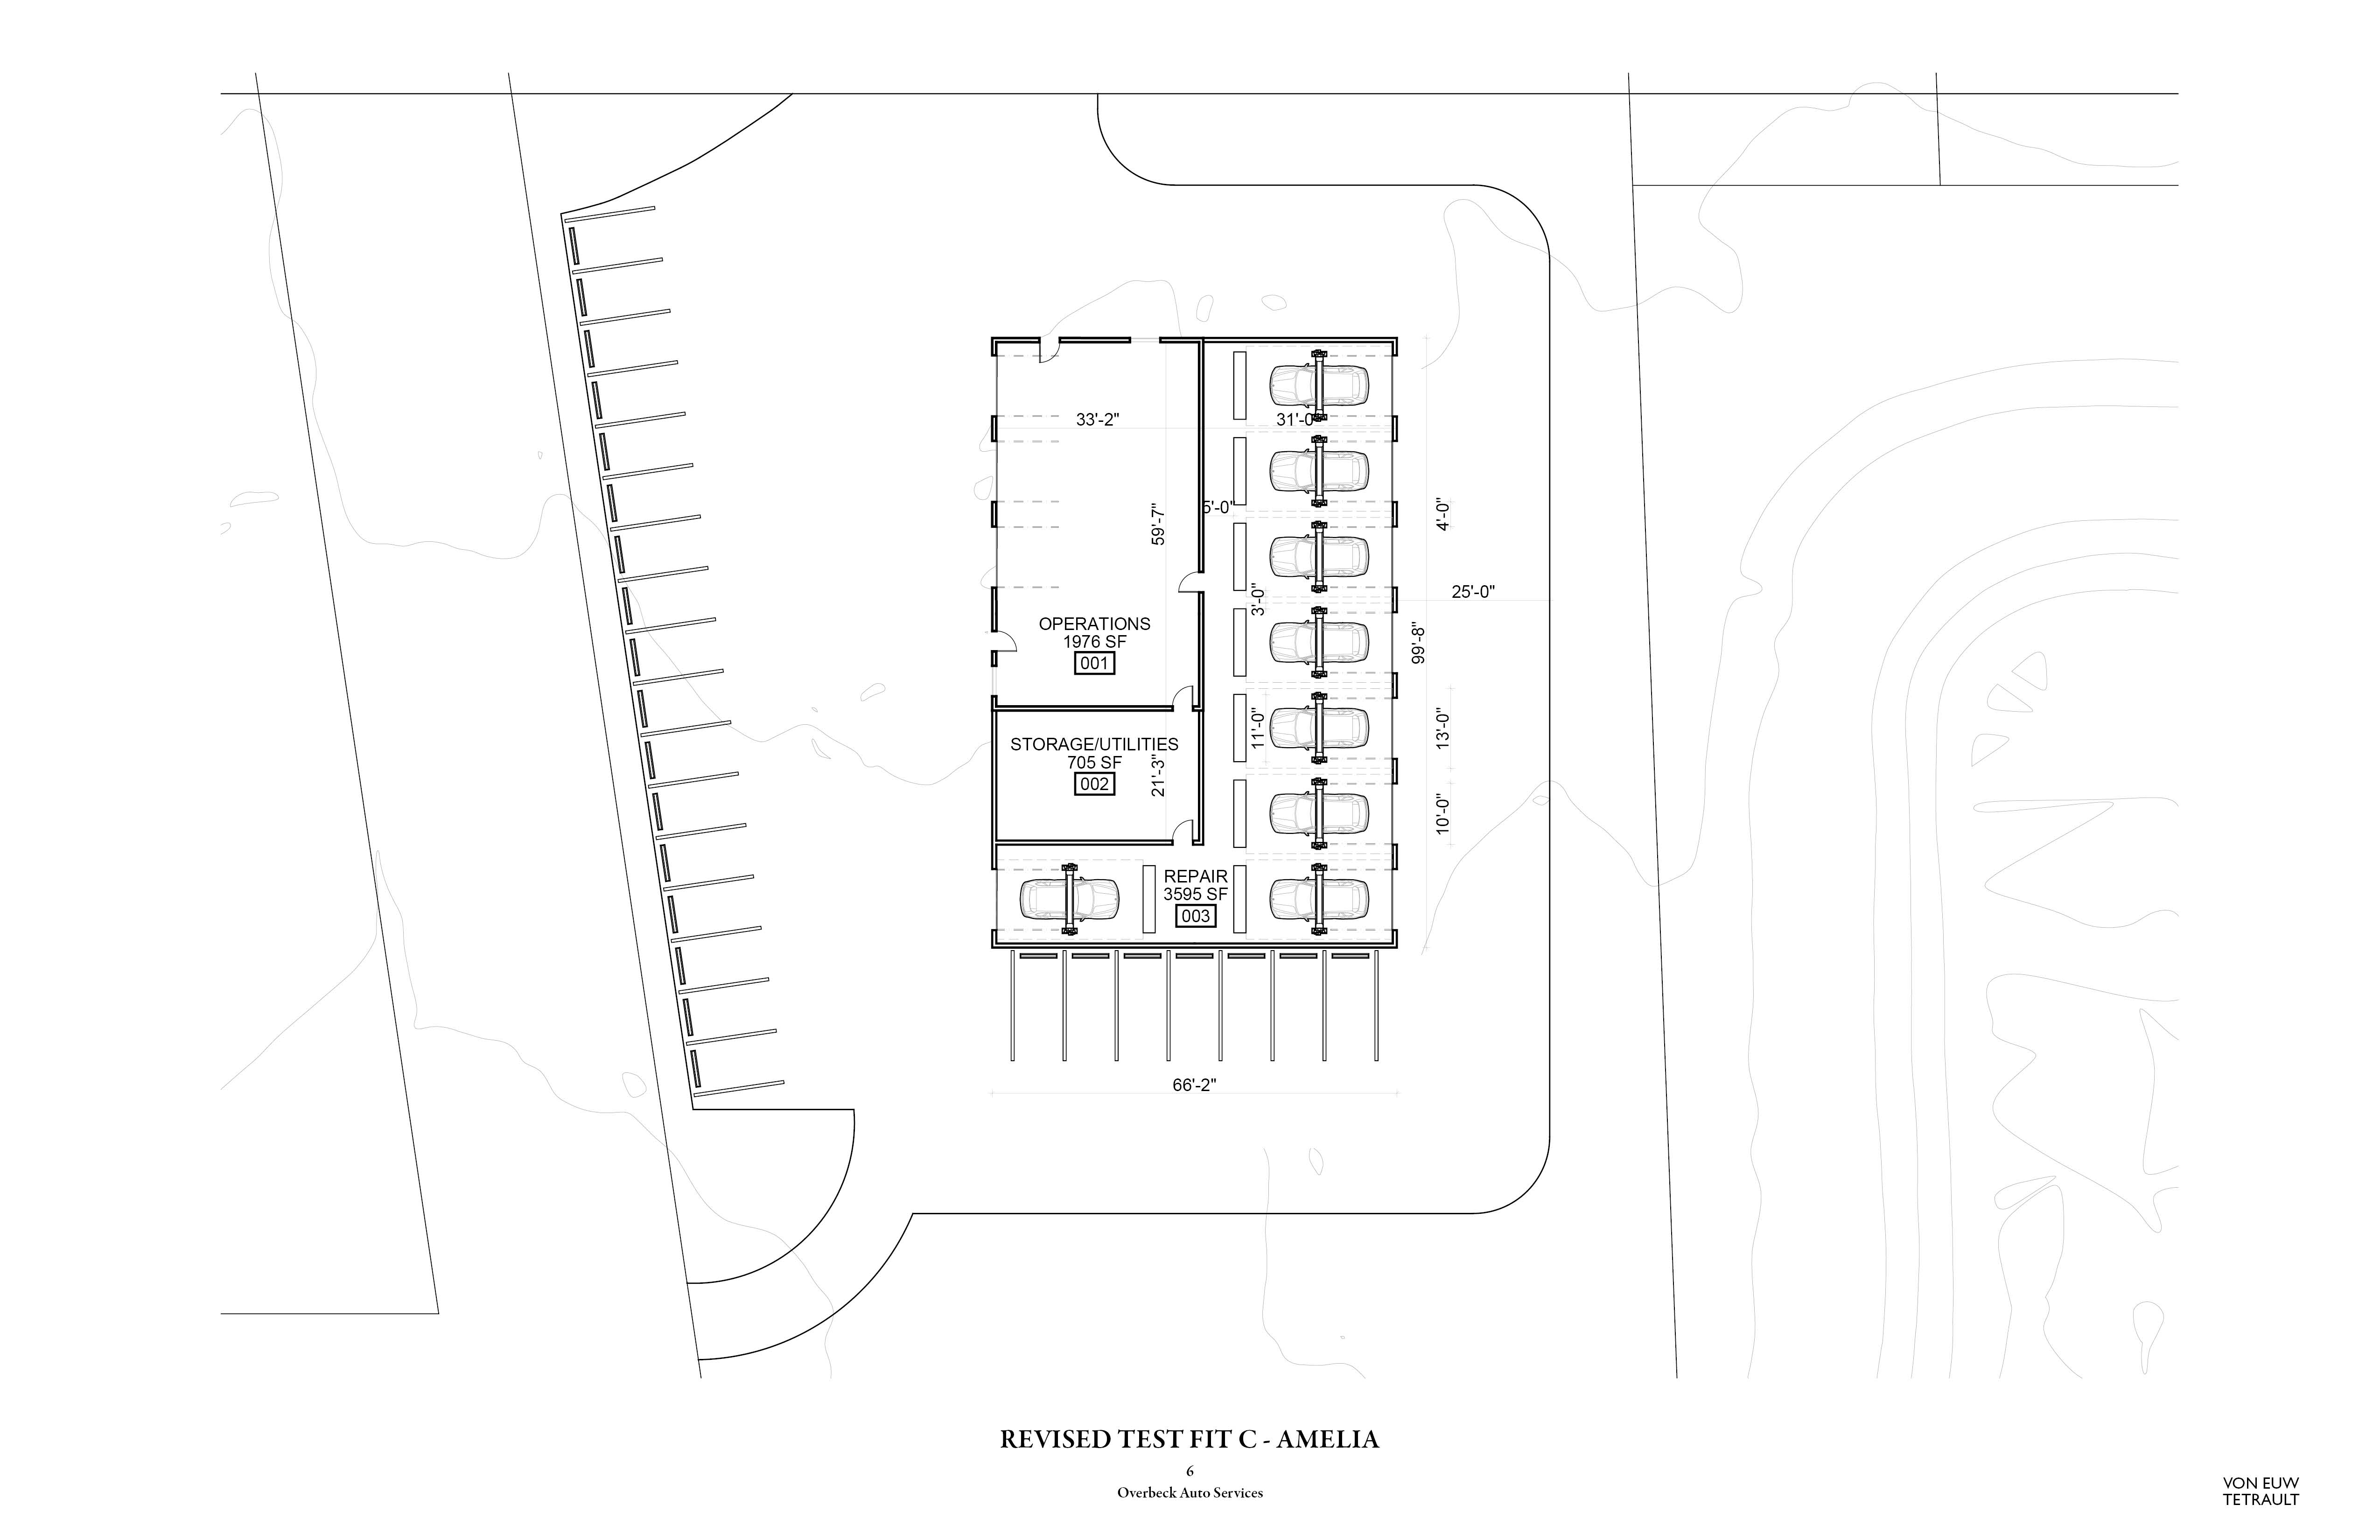 33'-2"
31'-0"
5'-0"
59'-7"
4'-0"
3'-0"
25'-0"
OPERATIONS
1976 SF
001
99'-8"
11'-0"
13'-0"
STORAGE/UTILITIES
705 SF
002
21'-3"
10'-0"
REPAIR
3595 SF
003
66'-2"
REVISED TEST FIT C - AMELIA
6
Overbeck Auto Services
VON EUW
TETRAULT